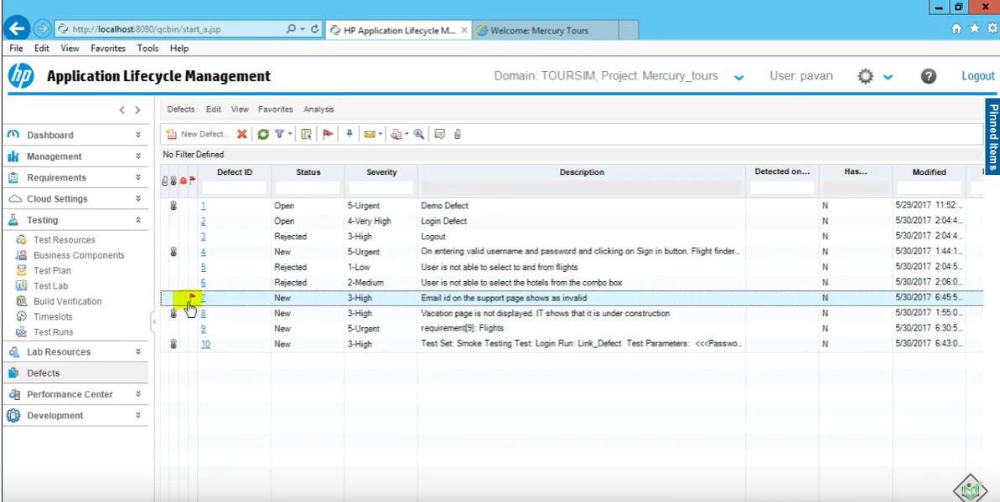 http://localhost:8080/qcbin/start_a.jsp
HP Application Lifecycle M...
Welcome: Mercury Tours
File Edit View Favorites Tools Help
hp Application Lifecycle Management
Domain: TOURSIM, Project: Mercury_tours
User: pavan
Logout
Pinned Items
Dashboard
Management
Requirements
Cloud Settings
Testing
Test Resources
Business Components
Test Plan
Test Lab
Build Verification
Timeslots
Test Runs
Lab Resources
Defects
Performance Center
Development
Defects Edit View Favorites Analysis
New Defect...
No Filter Defined
Defect ID Status Severity Description Detected on... Has... Modified
1 Open 5-Urgent Demo Defect N 5/29/2017 11:52:...
2 Open 4-Very High Login Defect N 5/30/2017 2:04:4...
3 Rejected 3-High Logout N 5/30/2017 2:04:4...
4 New 5-Urgent On entering valid username and password and clicking on Sign in button, Flight finder... N 5/30/2017 1:44:1...
5 Rejected 1-Low User is not able to select to and from flights N 5/30/2017 2:04:5...
6 Rejected 2-Medium User is not able to select the hotels from the combo box N 5/30/2017 2:06:0...
7 New 3-High Email id on the support page shows as invalid N 5/30/2017 6:45:5...
8 New 3-High Vacation page is not displayed. IT shows that it is under construction N 5/30/2017 1:55:0...
9 New 5-Urgent requirement[9]: Flights N 5/30/2017 6:30:5...
10 New 3-High Test Set: Smoke Testing Test: Login Run: Link_Defect Test Parameters: <<<Passwo... N 5/30/2017 6:43:0...